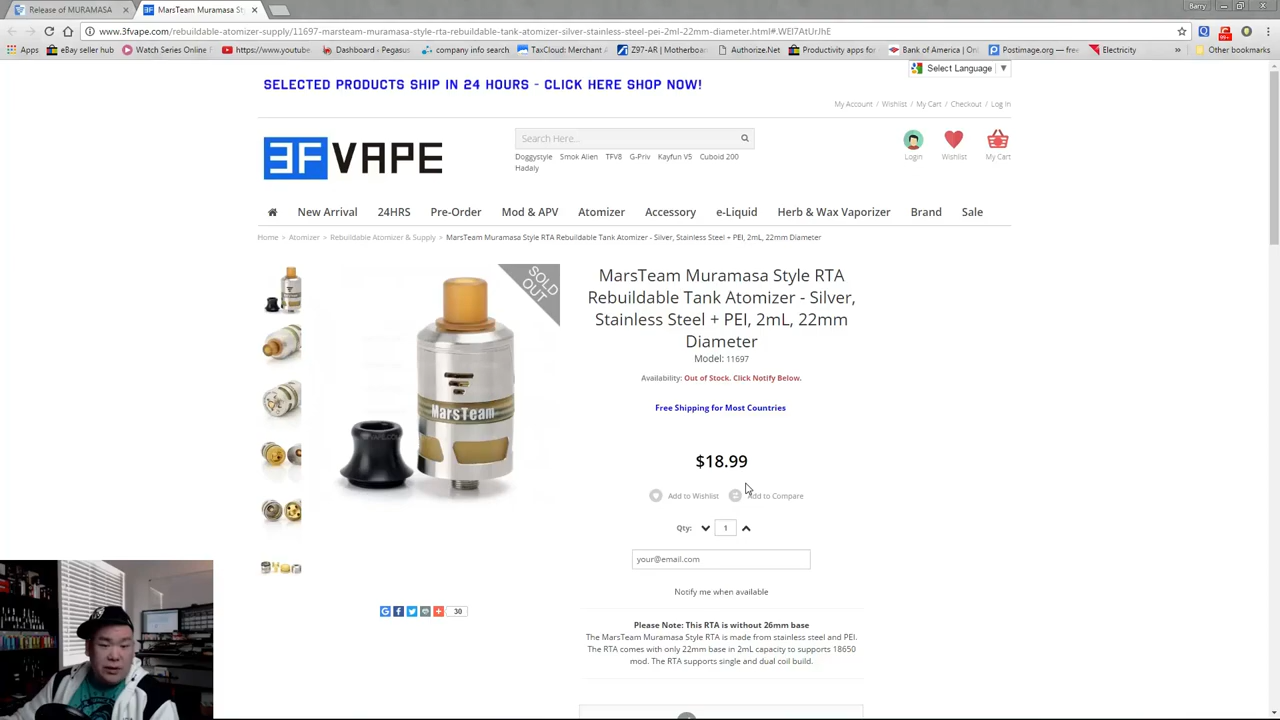 Release of MURAMASA
MarsTeam Muramasa St
Barry
www.3fvape.com/rebuildable-atomizer-supply/11697-marsteam-muramasa-style-rta-rebuildable-tank-atomizer-silver-stainless-steel-pei-2ml-22mm-diameter.html#.WEI7AtUrJhE
Apps eBay seller hub Watch Series Online https://www.youtube Dashboard ‹ Pegasus company info search TaxCloud: Merchant Z97-AR | Motherboar Authorize.Net Productivity apps fo Bank of America | On Postimage.org — free Electricity Other bookmarks
Select Language
SELECTED PRODUCTS SHIP IN 24 HOURS - CLICK HERE SHOP NOW!
My Account / Wishlist / My Cart / Checkout / Log In
3FVAPE
Search Here...
Doggystyle Smok Alien TFV8 G-Priv Kayfun V5 Cuboid 200
Hadaly
Login Wishlist My Cart
New Arrival 24HRS Pre-Order Mod & APV Atomizer Accessory e-Liquid Herb & Wax Vaporizer Brand Sale
Home > Atomizer > Rebuildable Atomizer & Supply > MarsTeam Muramasa Style RTA Rebuildable Tank Atomizer - Silver, Stainless Steel + PEI, 2mL, 22mm Diameter
SOLD OUT
MarsTeam
MarsTeam Muramasa Style RTA
Rebuildable Tank Atomizer - Silver,
Stainless Steel + PEI, 2mL, 22mm
Diameter
Model: 11697
Availability: Out of Stock. Click Notify Below.
Free Shipping for Most Countries
$18.99
Add to Wishlist Add to Compare
Qty: 1
your@email.com
Notify me when available
30
Please Note: This RTA is without 26mm base
The MarsTeam Muramasa Style RTA is made from stainless steel and PEI.
The RTA comes with only 22mm base in 2mL capacity to supports 18650
mod. The RTA supports single and dual coil build.